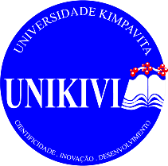 UNIVERSIDADE KIMPAVITA
UNIKIVI
CIENTIFICIDADE . INOVAÇÃO . DESENVOLVIMENTO